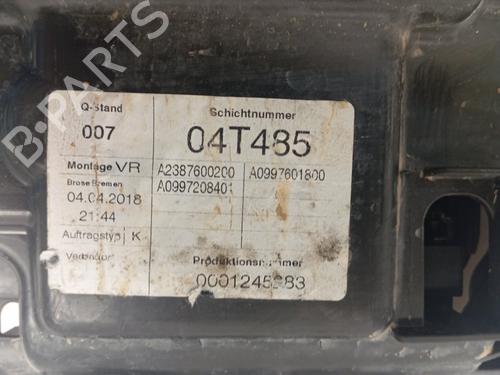 Q-Stand
Schichtnummer
007
04T485
Montage VR
A2387600200
A0997601800
Brose Bremen
A0997208401
04.04.2018
21:44
Auftragstyp K
Produktionsnummer
B-PARTS